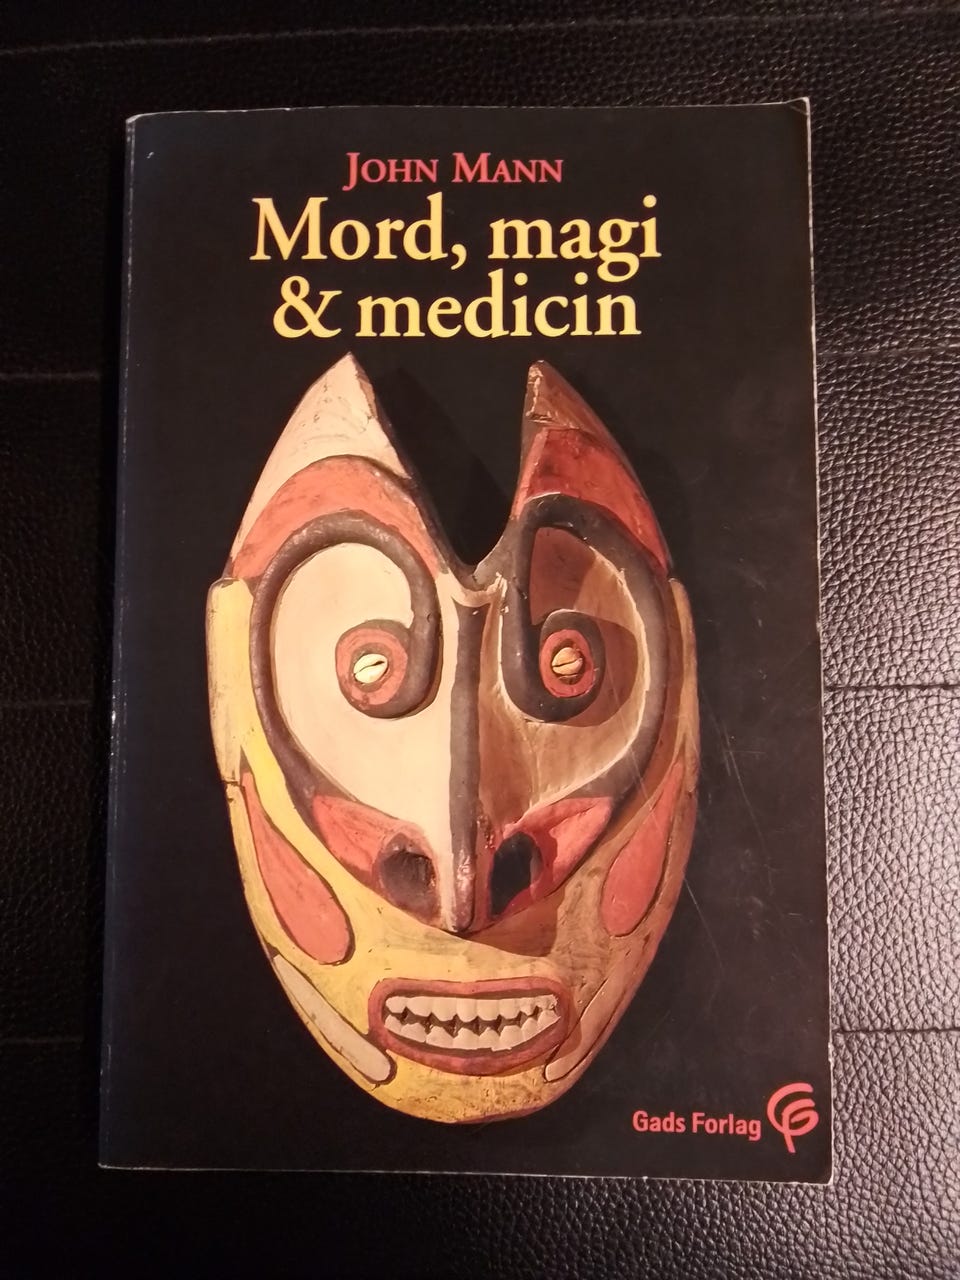 John Mann
Mord, magi
& medicin
Gads Forlag